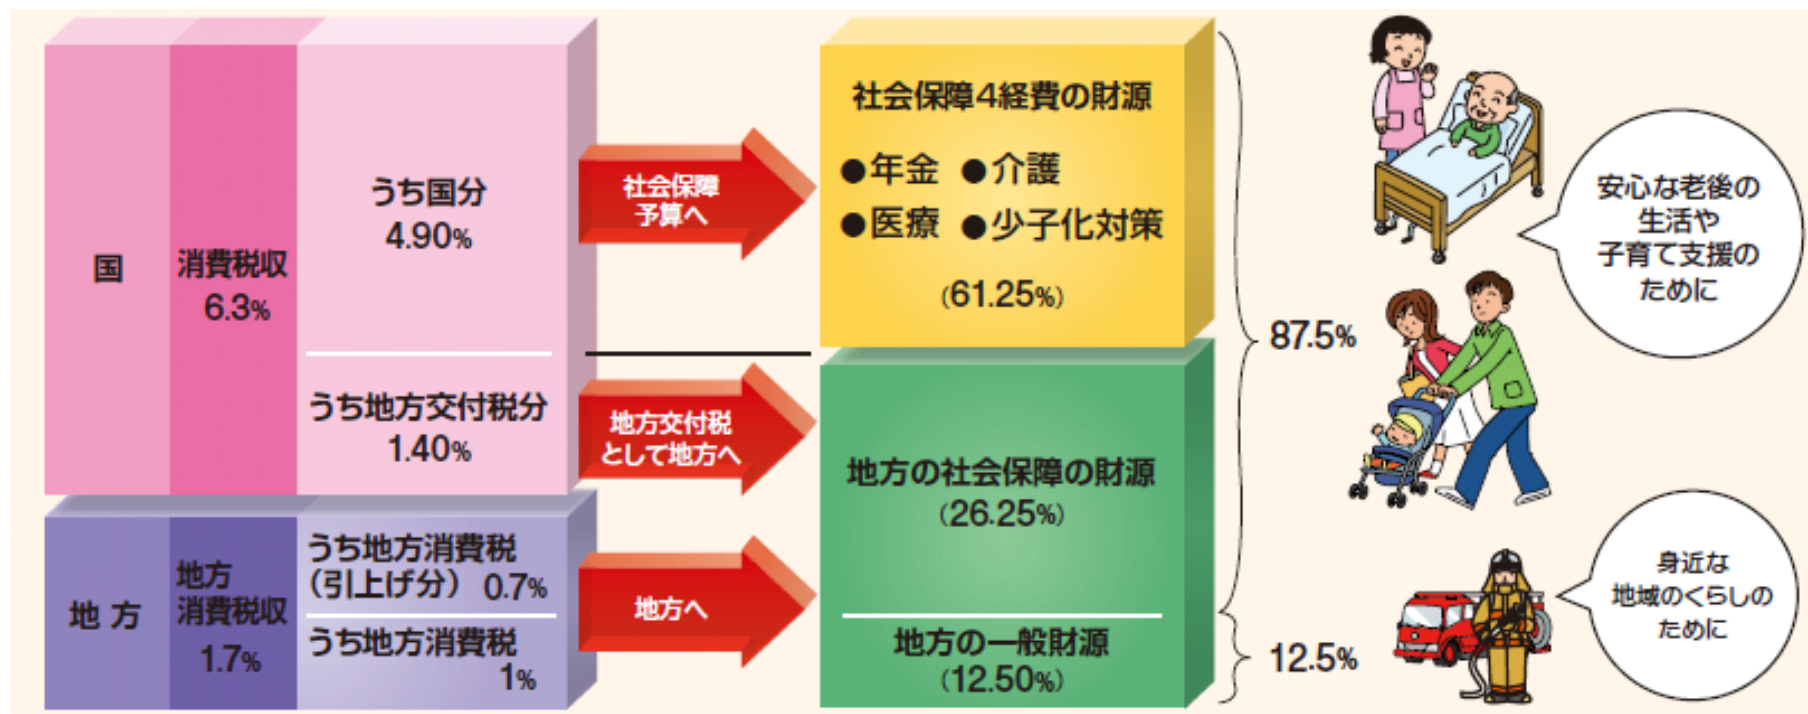 国
消費税収
6.3%
うち国分
4.90%
うち地方交付税分
1.40%
地方
地方
消費税収
1.7%
うち地方消費税
（引上げ分） 0.7%
うち地方消費税
1%
社会保障
予算へ
地方交付税
として地方へ
地方へ
社会保障4経費の財源
●年金 ●介護
●医療 ●少子化対策
(61.25%)
地方の社会保障の財源
(26.25%)
地方の一般財源
(12.50%)
87.5%
12.5%
安心な老後の
生活や
子育て支援の
ために
身近な
地域のくらしの
ために